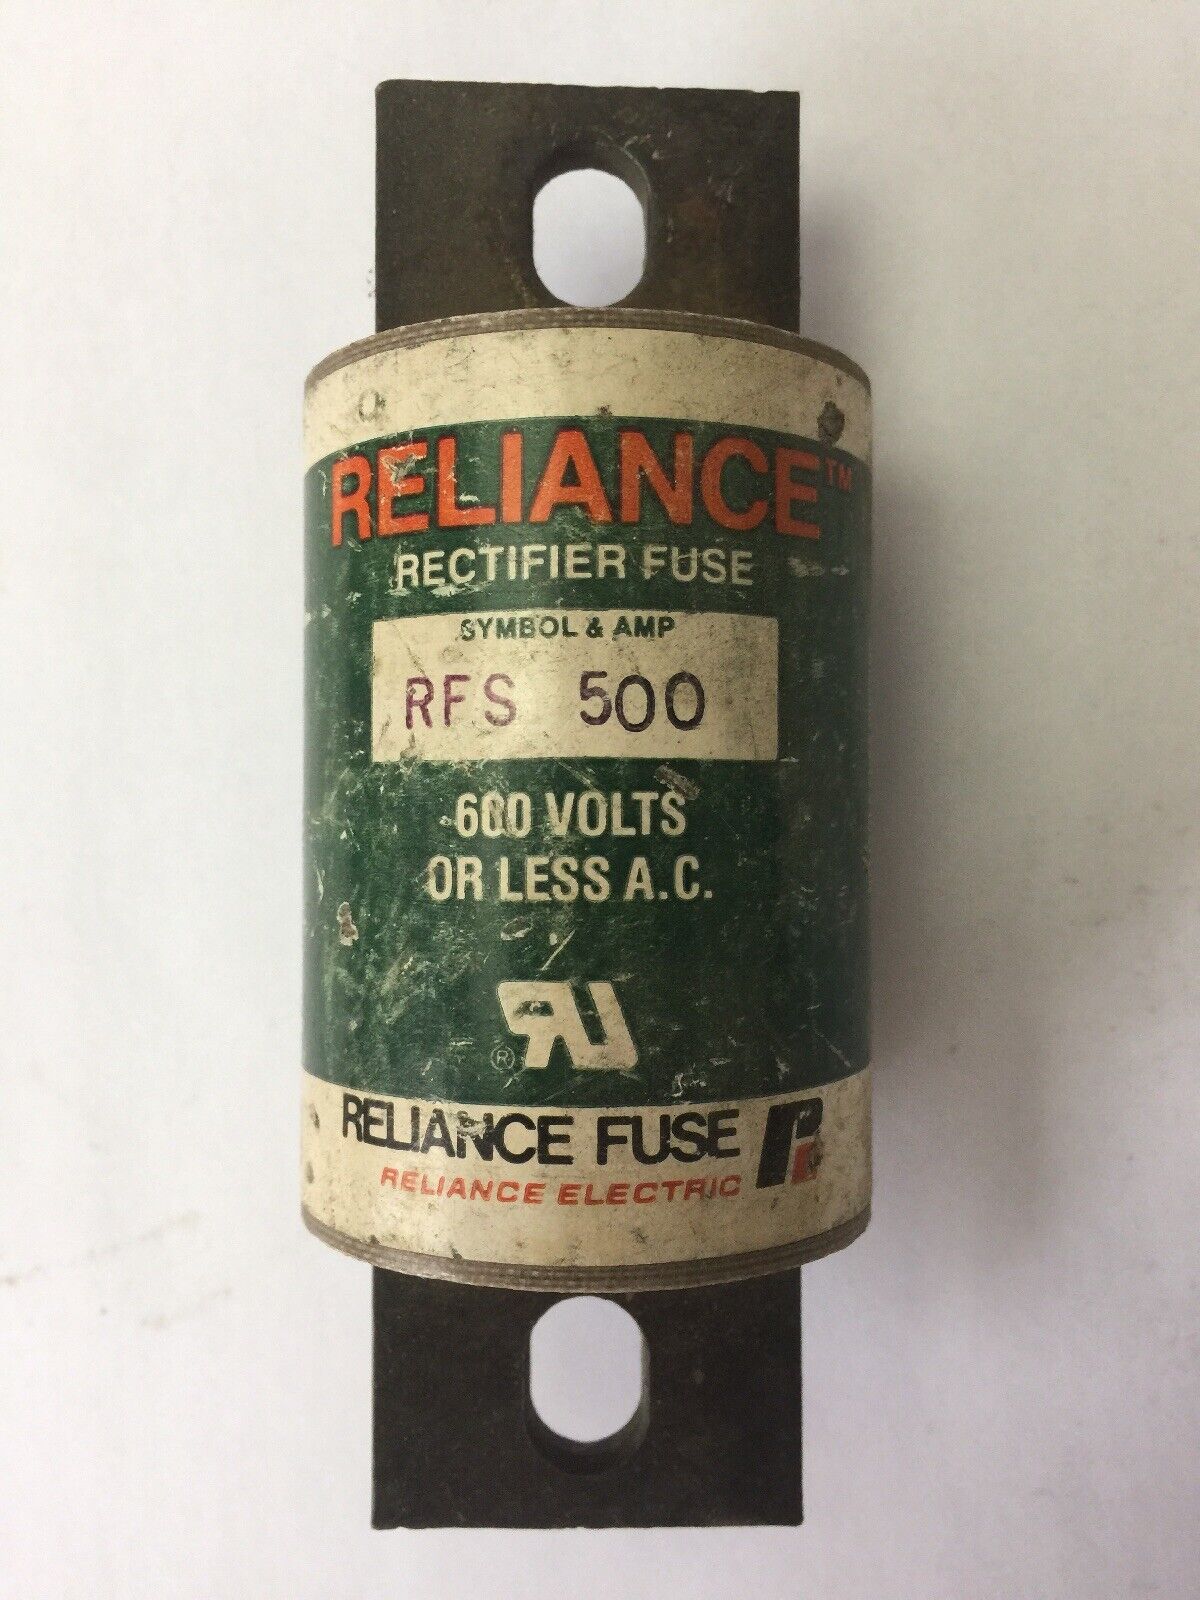 RELIANCE™
RECTIFIER FUSE
SYMBOL & AMP
RFS 500
600 VOLTS
OR LESS A.C.
®
RELIANCE FUSE
RELIANCE ELECTRIC